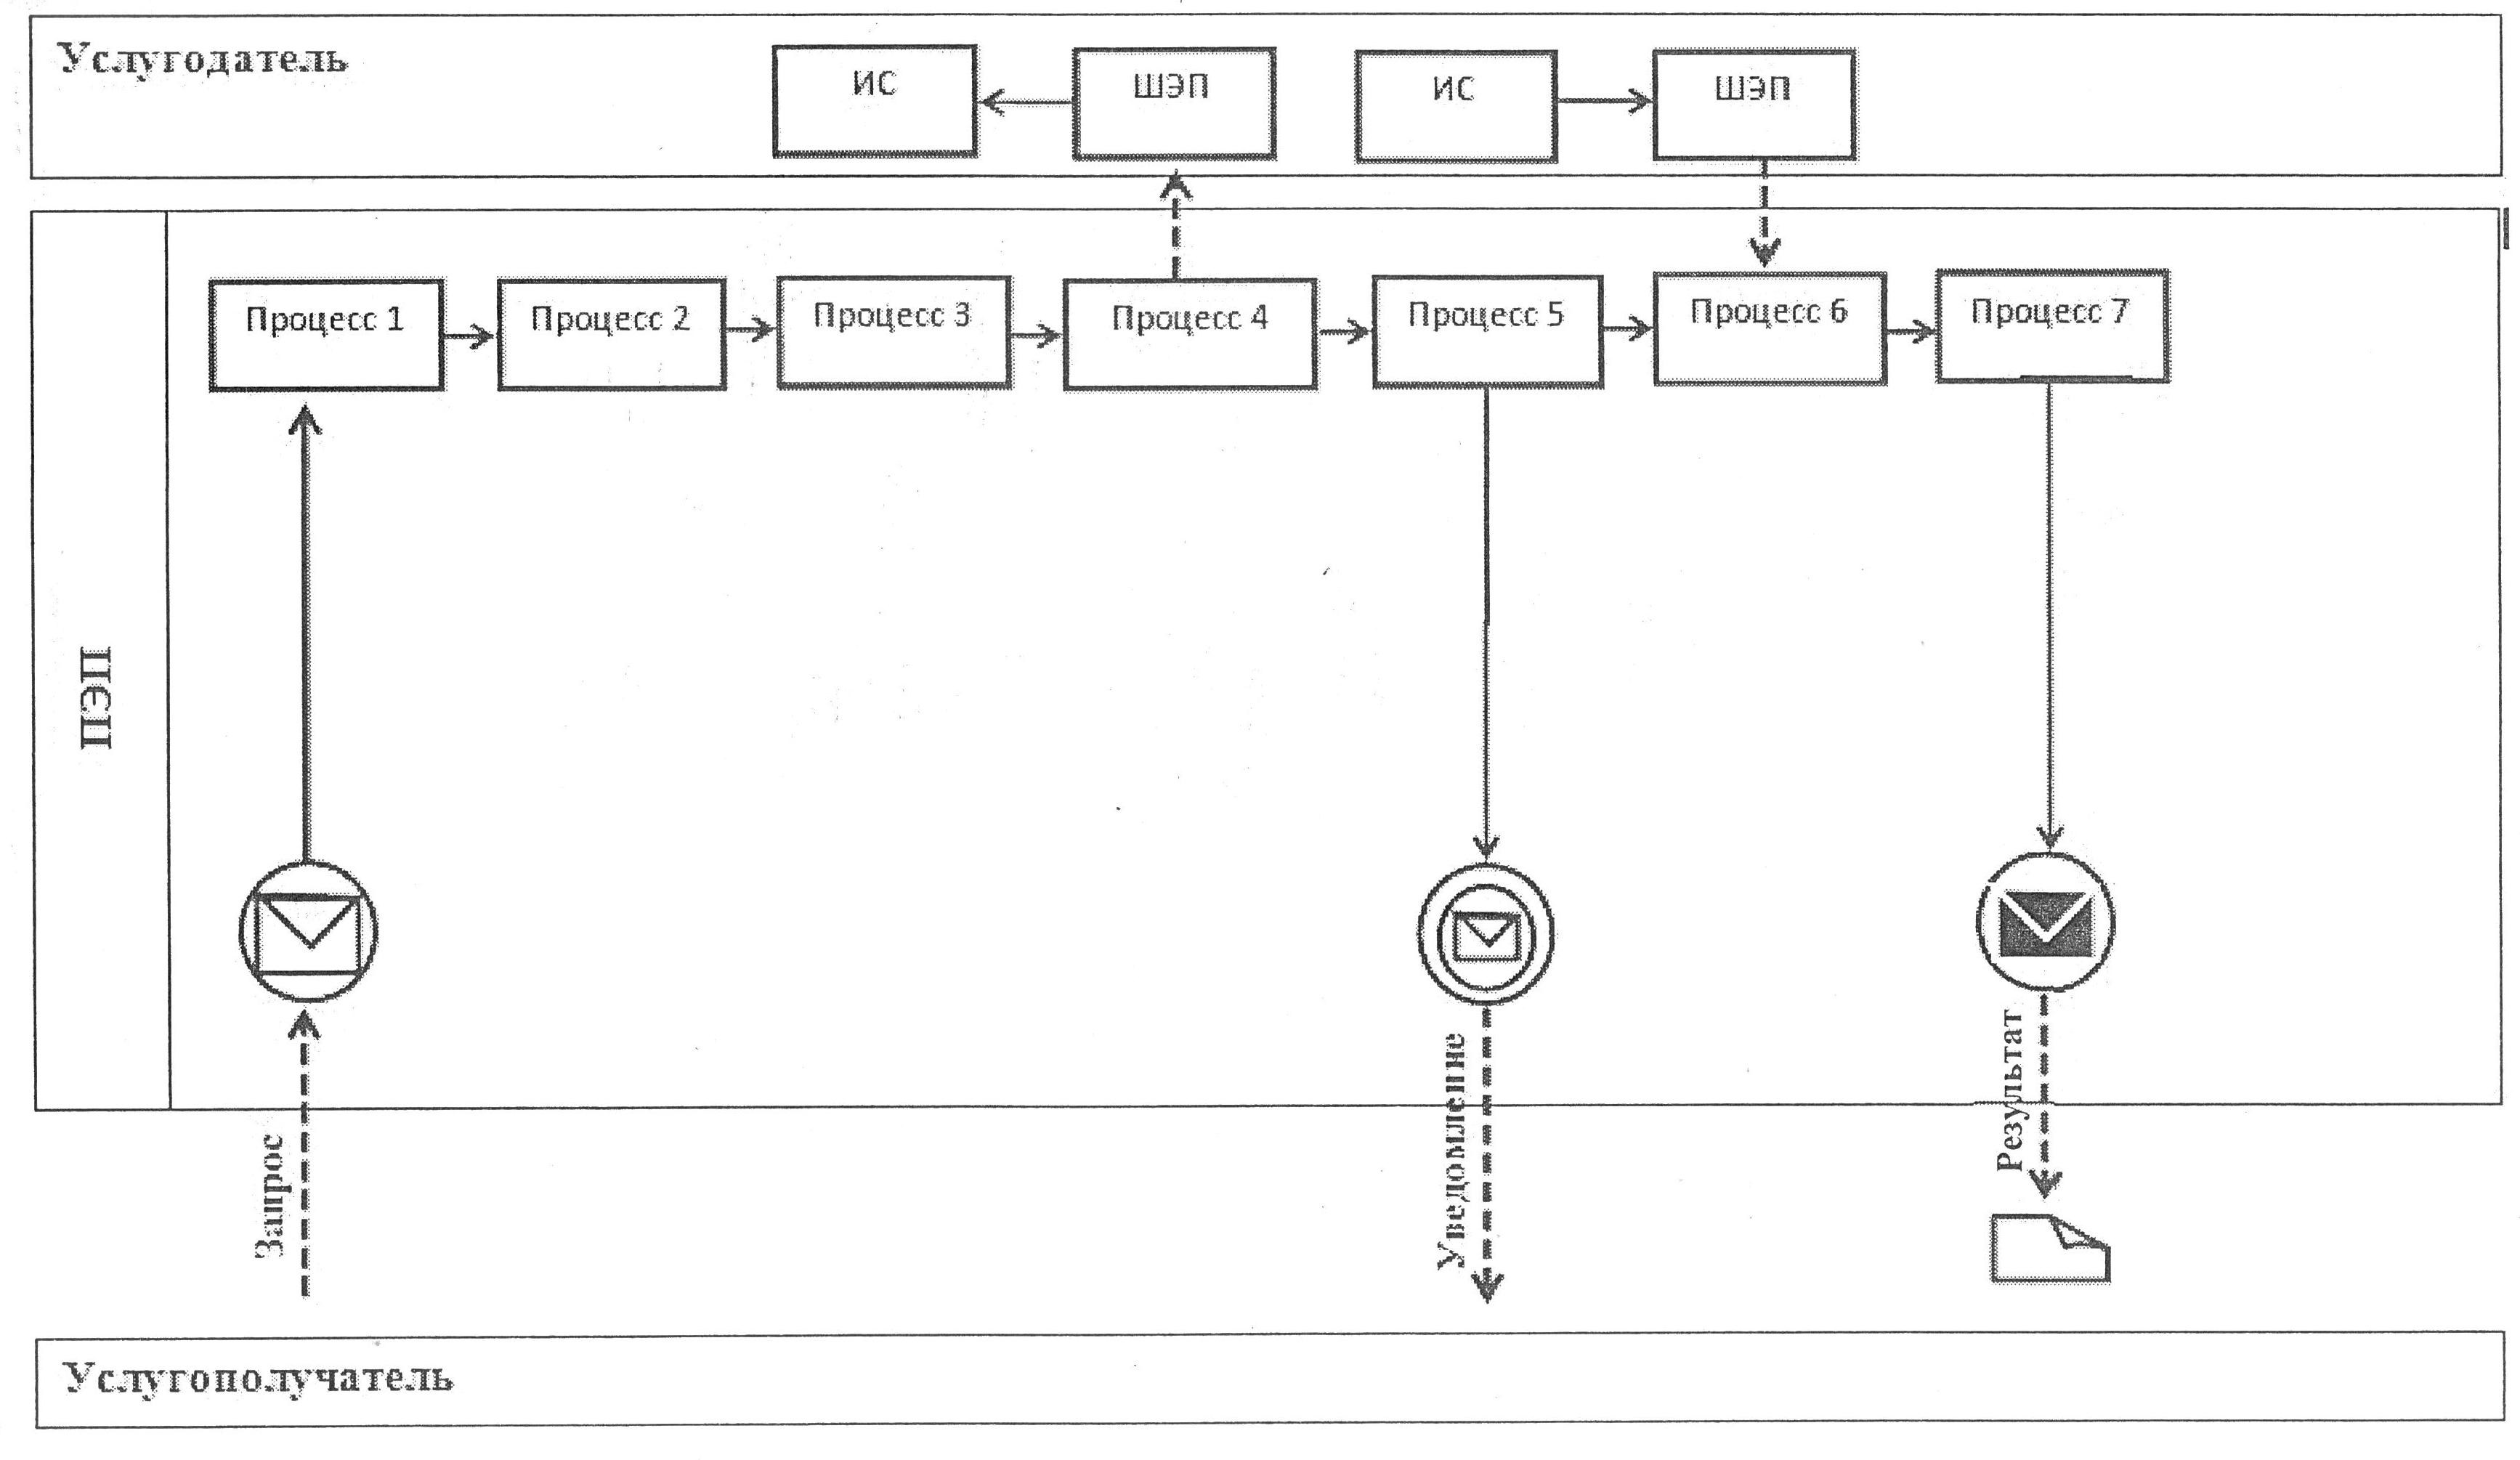 Услугодатель
ИС
ШЭП
ИС
ШЭП
ПЭП
Процесс 1
Процесс 2
Процесс 3
Процесс 4
Процесс 5
Процесс 6
Процесс 7
Запрос
Уведомление
Результат
Услугополучатель